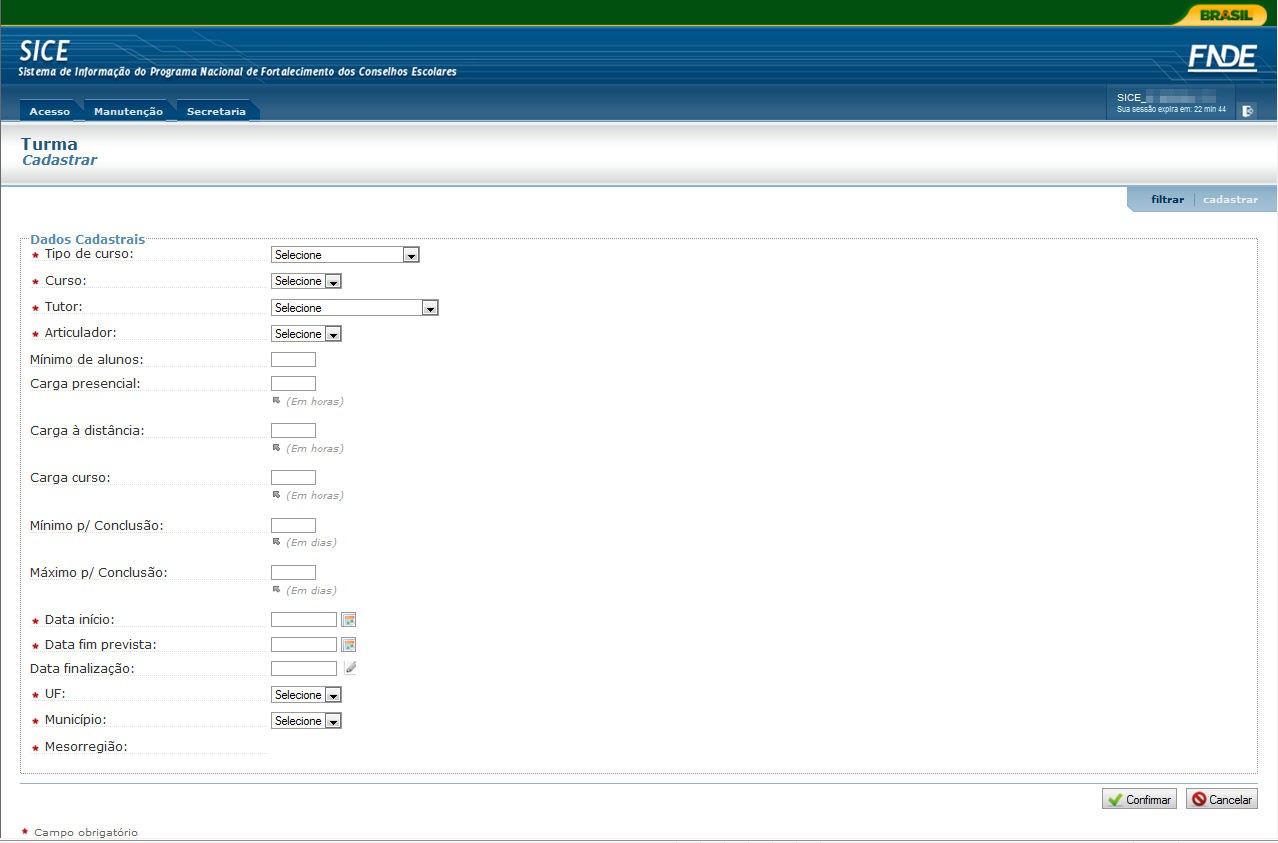 BRASIL
SICE
Sistema de Informação do Programa Nacional de Fortalecimento dos Conselhos Escolares
FNDE
Acesso Manutenção Secretaria
SICE_
Sua sessão expira em: 22 min 44
Turma
Cadastrar
filtrar | cadastrar
Dados Cadastrais
* Tipo de curso: Selecione
* Curso: Selecione
* Tutor: Selecione
* Articulador: Selecione
Mínimo de alunos:
Carga presencial:
(Em horas)
Carga à distância:
(Em horas)
Carga curso:
(Em horas)
Mínimo p/ Conclusão:
(Em dias)
Máximo p/ Conclusão:
(Em dias)
* Data início:
* Data fim prevista:
Data finalização:
* UF: Selecione
* Município: Selecione
* Mesorregião:
Confirmar Cancelar
* Campo obrigatório